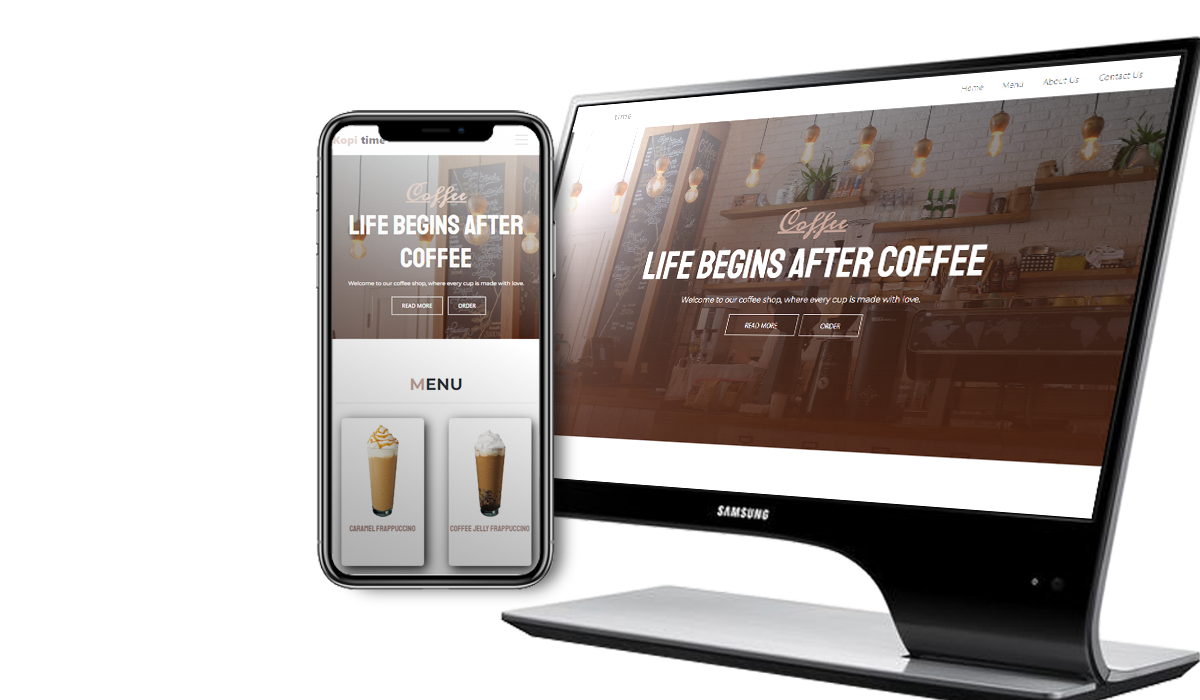 Kopi time
Coffee
LIFE BEGINS AFTER
COFFEE
Welcome to our coffee shop, where every cup is made with love.
READ MORE
ORDER
MENU
CARAMEL FRAPPUCCINO
COFFEE JELLY FRAPPUCCINO
time
Home
Menu
About Us
Contact Us
Coffee
LIFE BEGINS AFTER COFFEE
Welcome to our coffee shop, where every cup is made with love.
READ MORE
ORDER
SAMSUNG